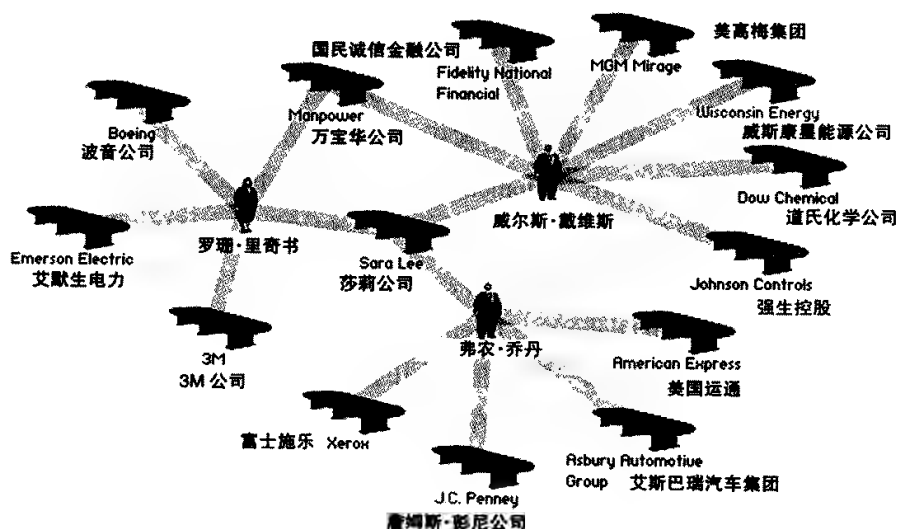 国民诚信金融公司
Fidelity National
Financial
美高梅集团
MGM Mirage
Boeing
波音公司
Manpower
万宝华公司
Wisconsin Energy
威斯康星能源公司
Dow Chemical
道氏化学公司
威尔斯·戴维斯
罗珊·里奇书
Emerson Electric
艾默生电力
Sara Lee
莎莉公司
Johnson Controls
强生控股
3M
3M 公司
弗农·乔丹
American Express
美国运通
富士施乐 Xerox
Asbury Automotive
Group 艾斯巴瑞汽车集团
J.C. Penney
詹姆斯·彭尼公司